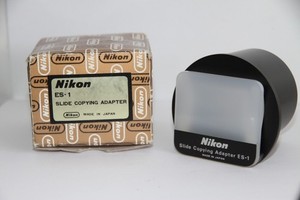 Nikon
ES-1
SLIDE COPYING ADAPTER
Nikon MADE IN JAPAN
Nikon
Slide Copying Adapter ES-1
MADE IN JAPAN